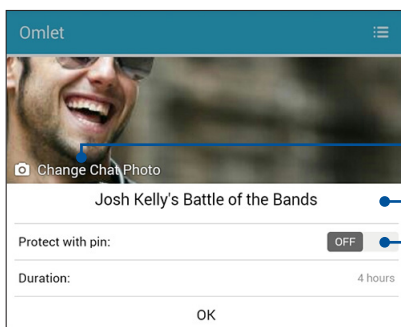 Omlet
Change Chat Photo
Josh Kelly's Battle of the Bands
Protect with pin:
OFF
Duration:
4 hours
OK